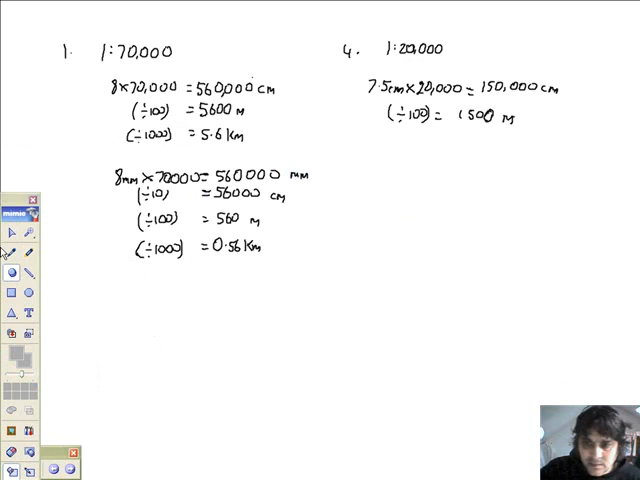 1. 1:70,000
8×70,000 = 560,000 cm
(÷100) = 5600 M
(÷1000) = 5.6 Km
8mm × 70000 = 560000 mm
(÷10) = 56000 cm
(÷100) = 560 M
(÷1000) = 0.56 Km
4. 1:20,000
7.5cm × 20,000 = 150,000 cm
(÷100) = 1500 M
mimio
T